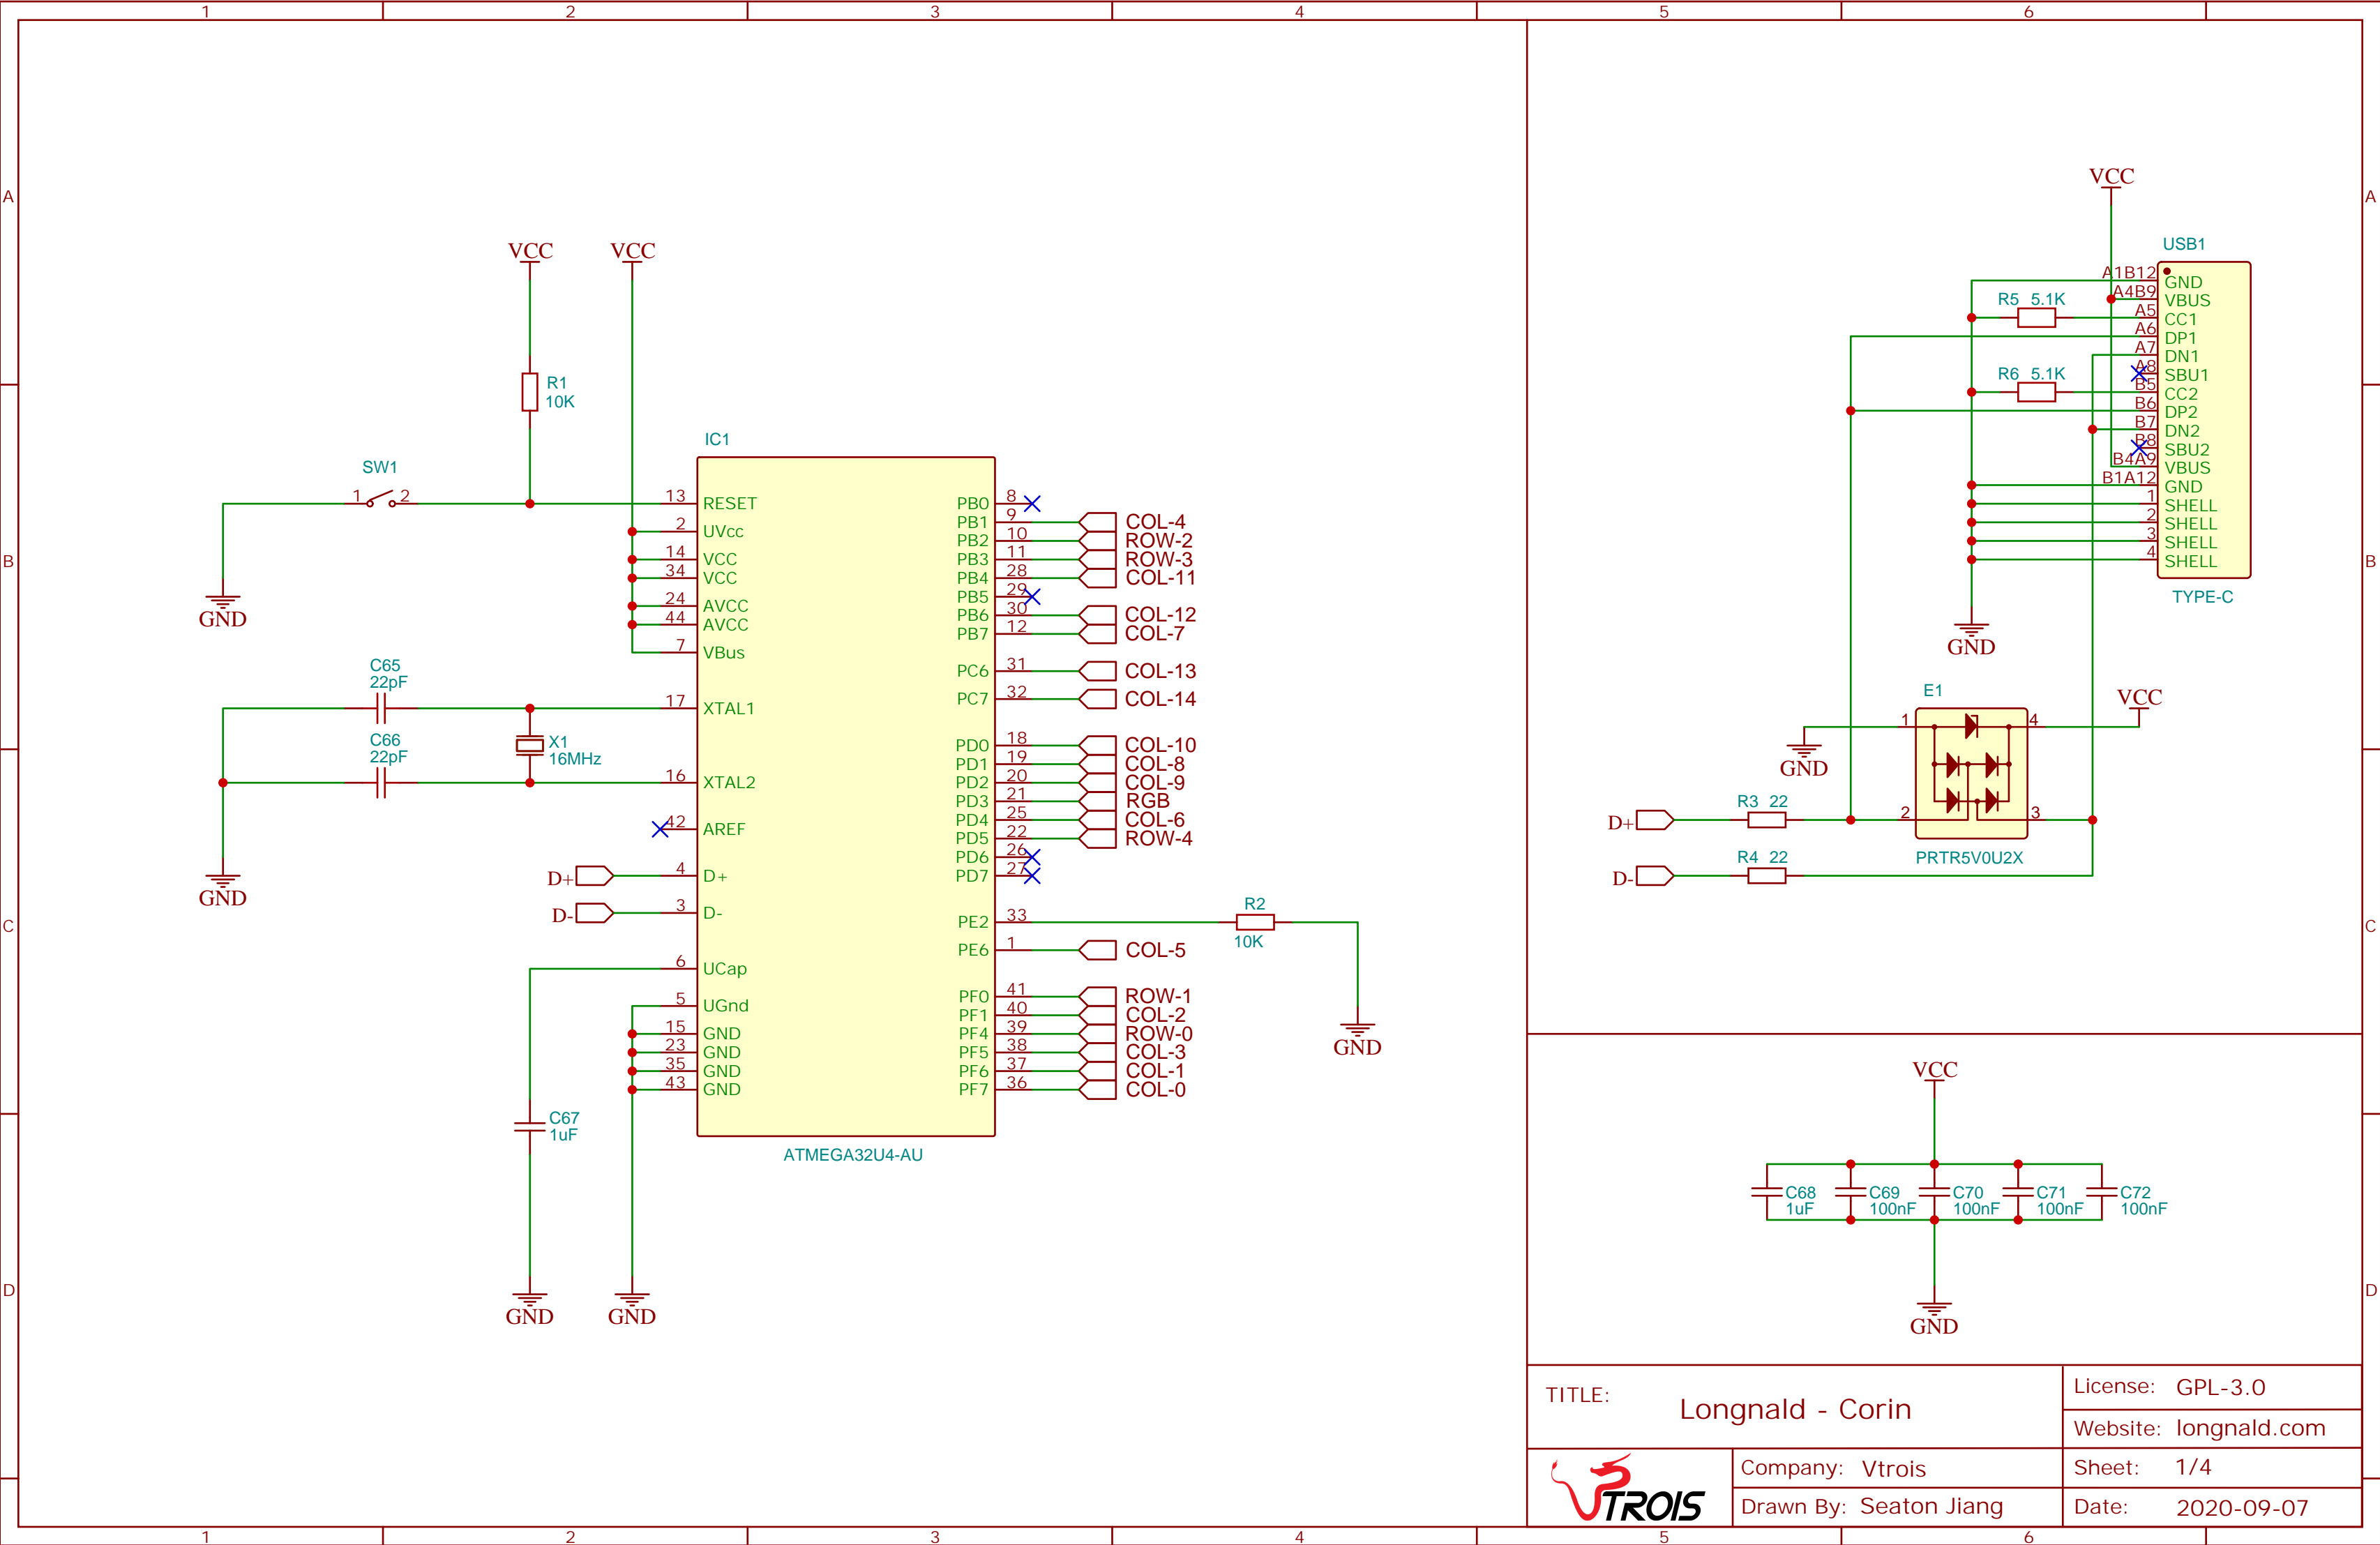 1 2 3 4 5 6
A A
B B
C C
D D
VCC VCC
R1
10K
SW1
1 2
GND
IC1
13 RESET
2 UVcc
14 VCC
34 VCC
24 AVCC
44 AVCC
7 VBus
17 XTAL1
16 XTAL2
42 AREF
4 D+
3 D-
6 UCap
5 UGnd
15 GND
23 GND
35 GND
43 GND
C65
22pF
C66
22pF
X1
16MHz
GND
D+
D-
C67
1uF
GND GND
ATMEGA32U4-AU
PB0 8
PB1 9 COL-4
PB2 10 ROW-2
PB3 11 ROW-3
PB4 28 COL-11
PB5 29
PB6 30 COL-12
PB7 12 COL-7
PC6 31 COL-13
PC7 32 COL-14
PD0 18 COL-10
PD1 19 COL-8
PD2 20 COL-9
PD3 21 RGB
PD4 25 COL-6
PD5 22 ROW-4
PD6 26
PD7 27
PE2 33
R2
10K
GND
PE6 1 COL-5
PF0 41 ROW-1
PF1 40 COL-2
PF4 39 ROW-0
PF5 38 COL-3
PF6 37 COL-1
PF7 36 COL-0
VCC
USB1
A1B12 GND
A4B9 VBUS
R5 5.1K
A5 CC1
A6 DP1
A7 DN1
A8 SBU1
R6 5.1K
B5 CC2
B6 DP2
B7 DN2
B8 SBU2
B4A9 VBUS
B1A12 GND
1 SHELL
2 SHELL
3 SHELL
4 SHELL
TYPE-C
GND
E1
VCC
1 4
GND
2 3
PRTR5V0U2X
D+ R3 22
D- R4 22
VCC
C68
1uF
C69
100nF
C70
100nF
C71
100nF
C72
100nF
GND
TITLE: Longnald - Corin
License: GPL-3.0
Website: longnald.com
VTROIS
Company: Vtrois
Sheet: 1/4
Drawn By: Seaton Jiang
Date: 2020-09-07
1 2 3 4 5 6